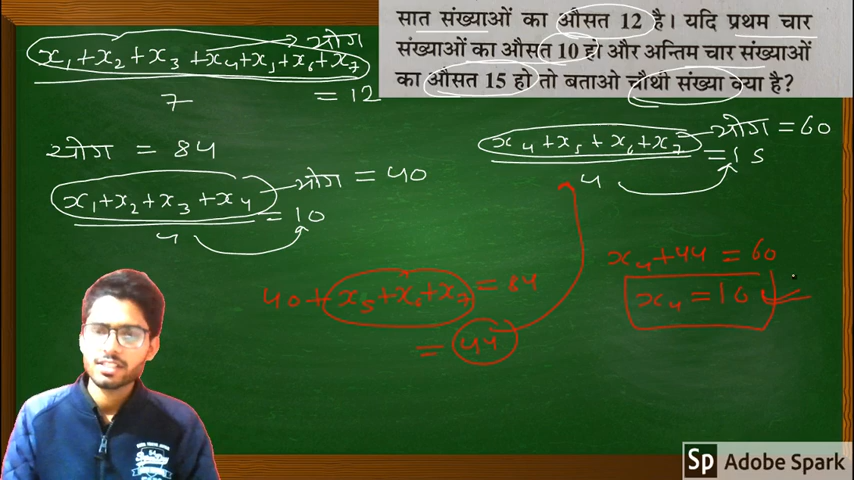 सात संख्याओं का औसत 12 है। यदि प्रथम चार
संख्याओं का औसत 10 हो और अन्तिम चार संख्याओं
का औसत 15 हो तो बताओ चौथी संख्या क्या है?
x₁+x₂+x₃+x₄+x₅+x₆+x₇ → योग
7 = 12
योग = 84
x₁+x₂+x₃+x₄ योग = 40
4 = 10
x₄+x₅+x₆+x₇ योग = 60
4 = 15
40+x₅+x₆+x₇ = 84
= 44
x₄+44 = 60
x₄ = 16
Sp Adobe Spark